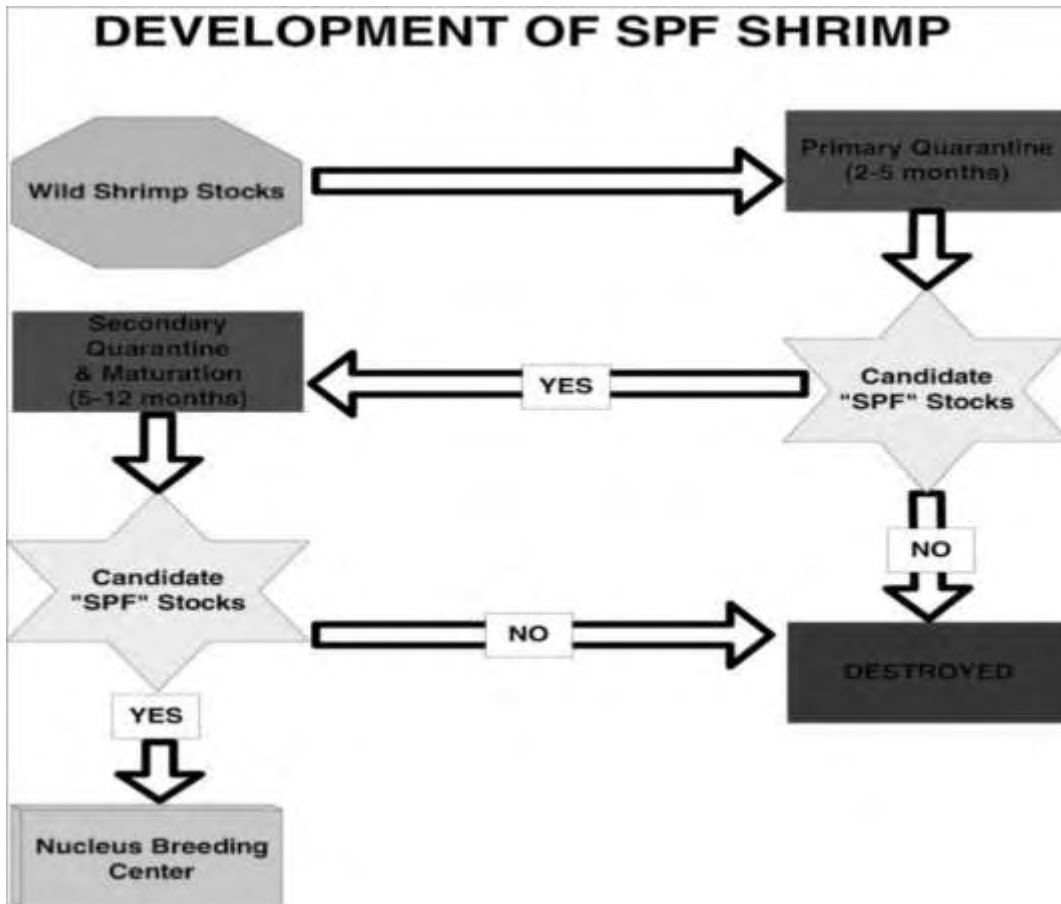 DEVELOPMENT OF SPF SHRIMP
Wild Shrimp Stocks
Primary Quarantine
(2-5 months)
Secondary
Quarantine
& Maturation
(5-12 months)
YES
Candidate
"SPF" Stocks
NO
Candidate
"SPF" Stocks
NO
DESTROYED
YES
Nucleus Breeding
Center